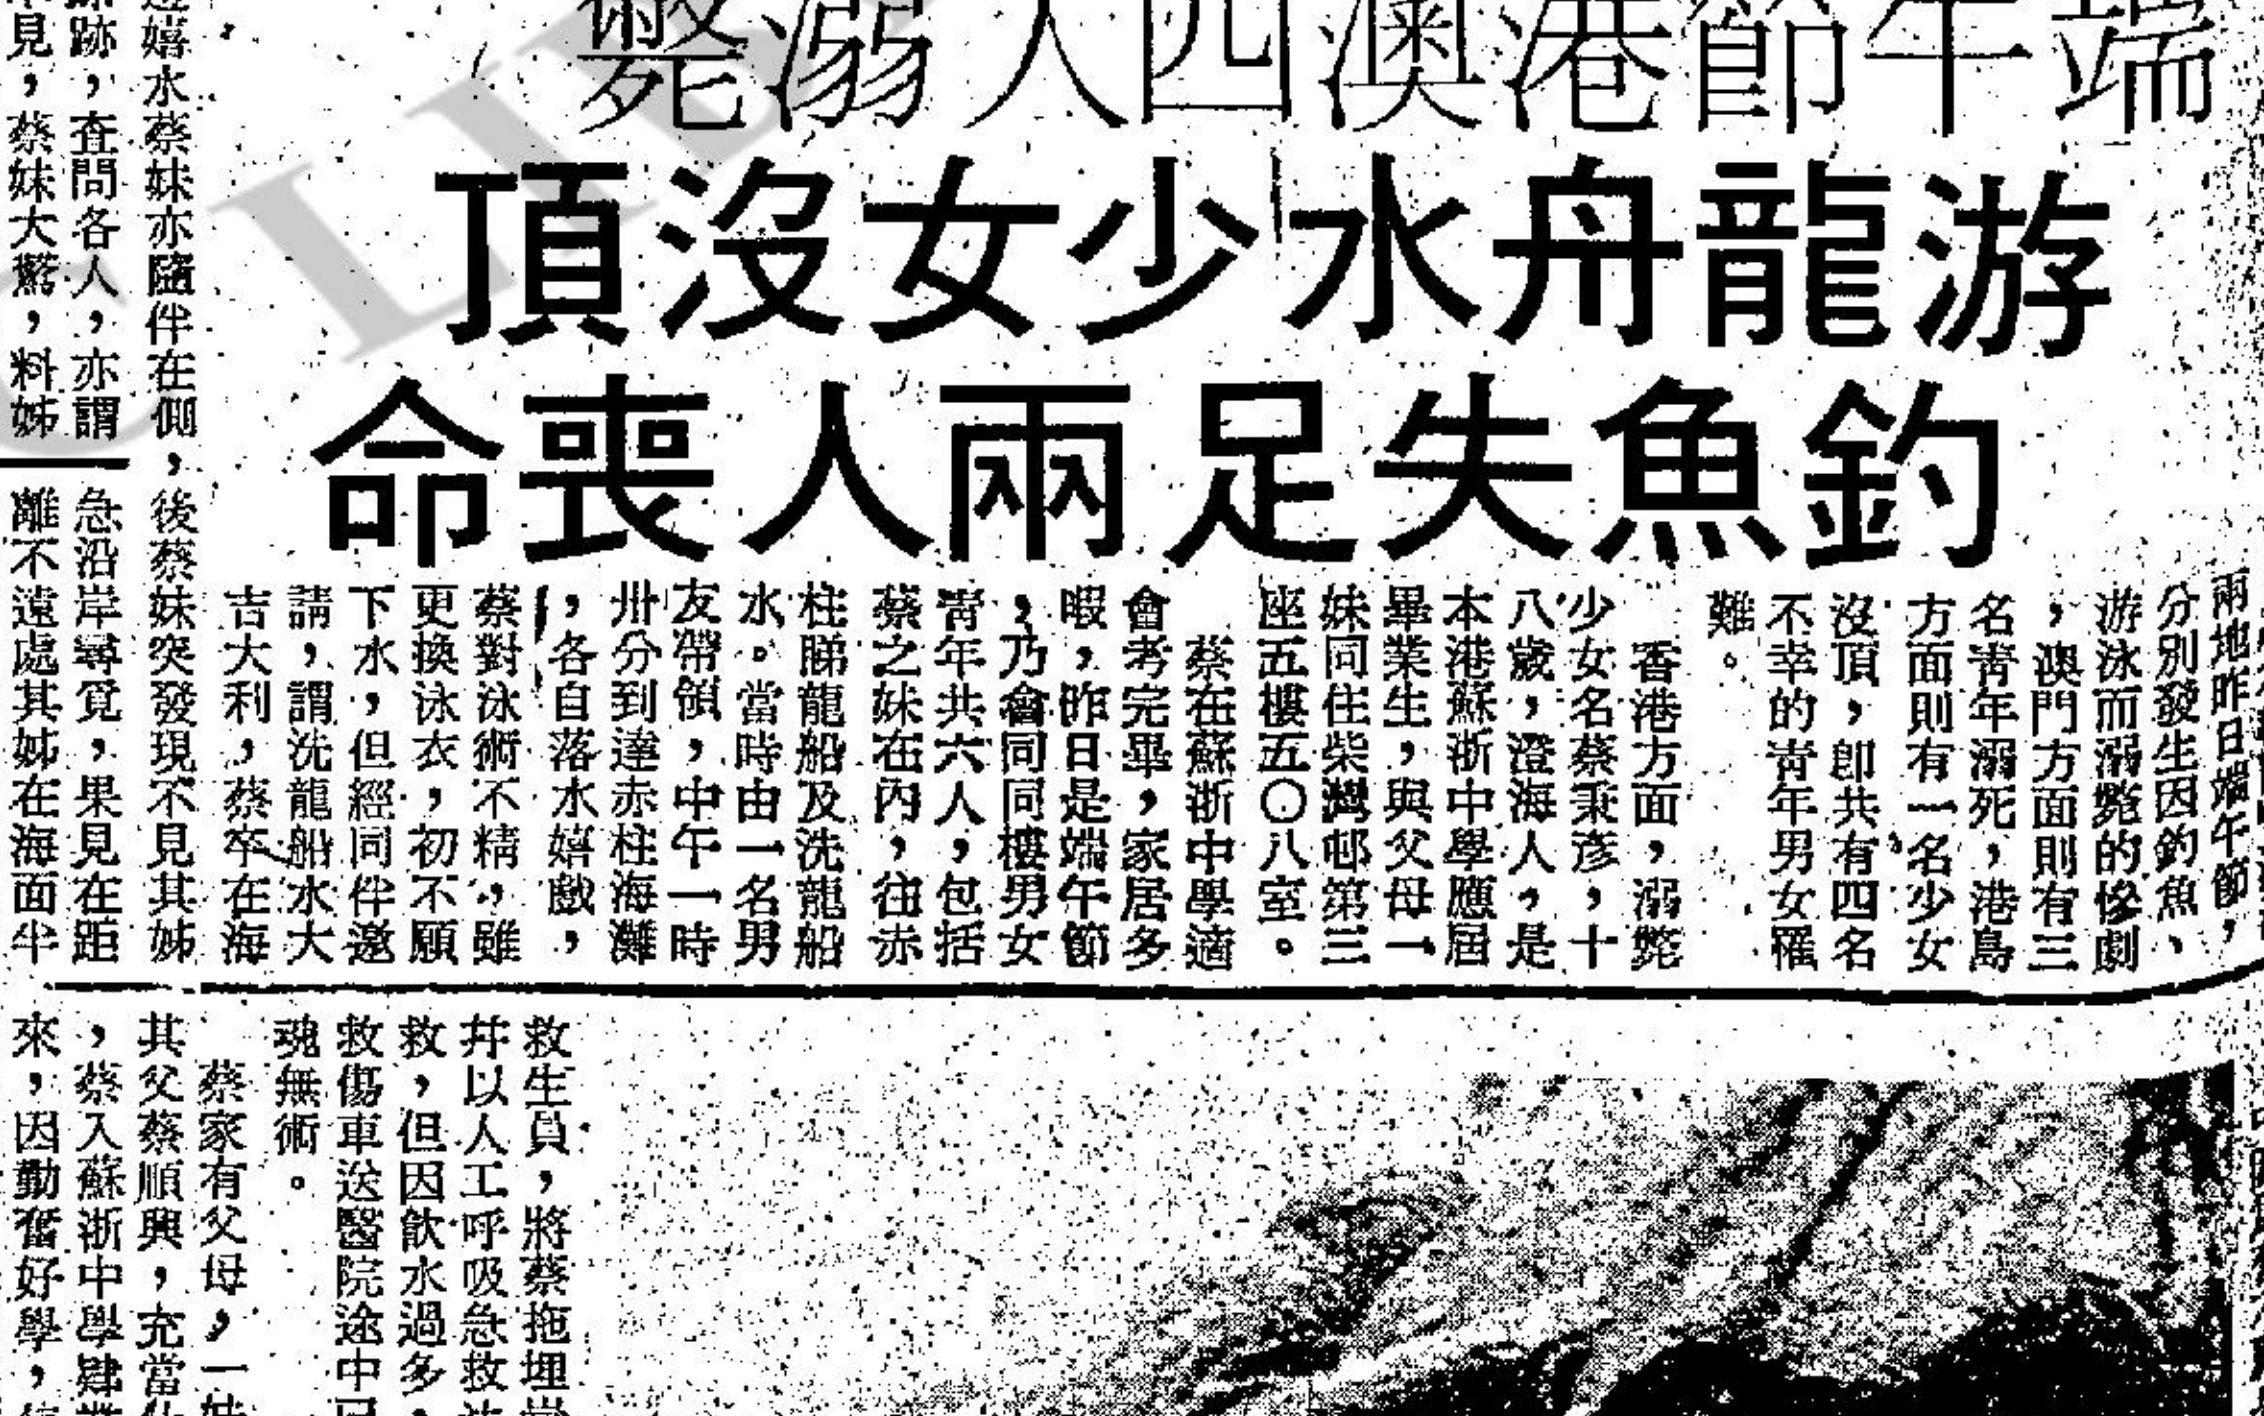 端午節港澳四人溺斃
游龍舟水少女沒頂
釣魚失足兩人喪命
兩地昨日端午節，
分別發生因釣魚、
游泳而溺斃的慘劇
，澳門方面則有三
名靑年溺死，港島
方面則有一名少女
沒頂，卽共有四名
不幸的靑年男女罹
難。
香港方面，溺斃
少女名蔡秉彥，十
八歲，澄海人，是
本港蘇浙中學應屆
畢業生，與父母一
妹同住柴灣邨第三
座五樓五〇八室。
蔡在蘇浙中學適
會考完畢，家居多
暇，昨日是端午節
，乃會同同樓男女
靑年共六人，包括
蔡之妹在內，往赤
柱睇龍船及洗龍船
水。當時由一名男
友帶領，中午一時
卅分到達赤柱海灘
，各自落水嬉戲，
蔡對泳術不精，雖
更換泳衣，初不願
下水，但經同伴邀
請，謂洗龍船水大
吉大利，蔡卒在海
邊嬉水蔡妹亦隨伴在側，後蔡妹突發現不見其姊
踪跡，查問各人，亦謂
不見，蔡妹大驚，料姊
急沿岸尋覓，果見在距
離不遠處其姊在海面半
救生員，將蔡拖埋
幷以人工呼吸急救
救，但因飲水過多，
救傷車送醫院途中已
魂無術。
蔡家有父母，一妹
其父蔡順興，充當
，蔡入蘇浙中學肄業
來，因勤奮好學，